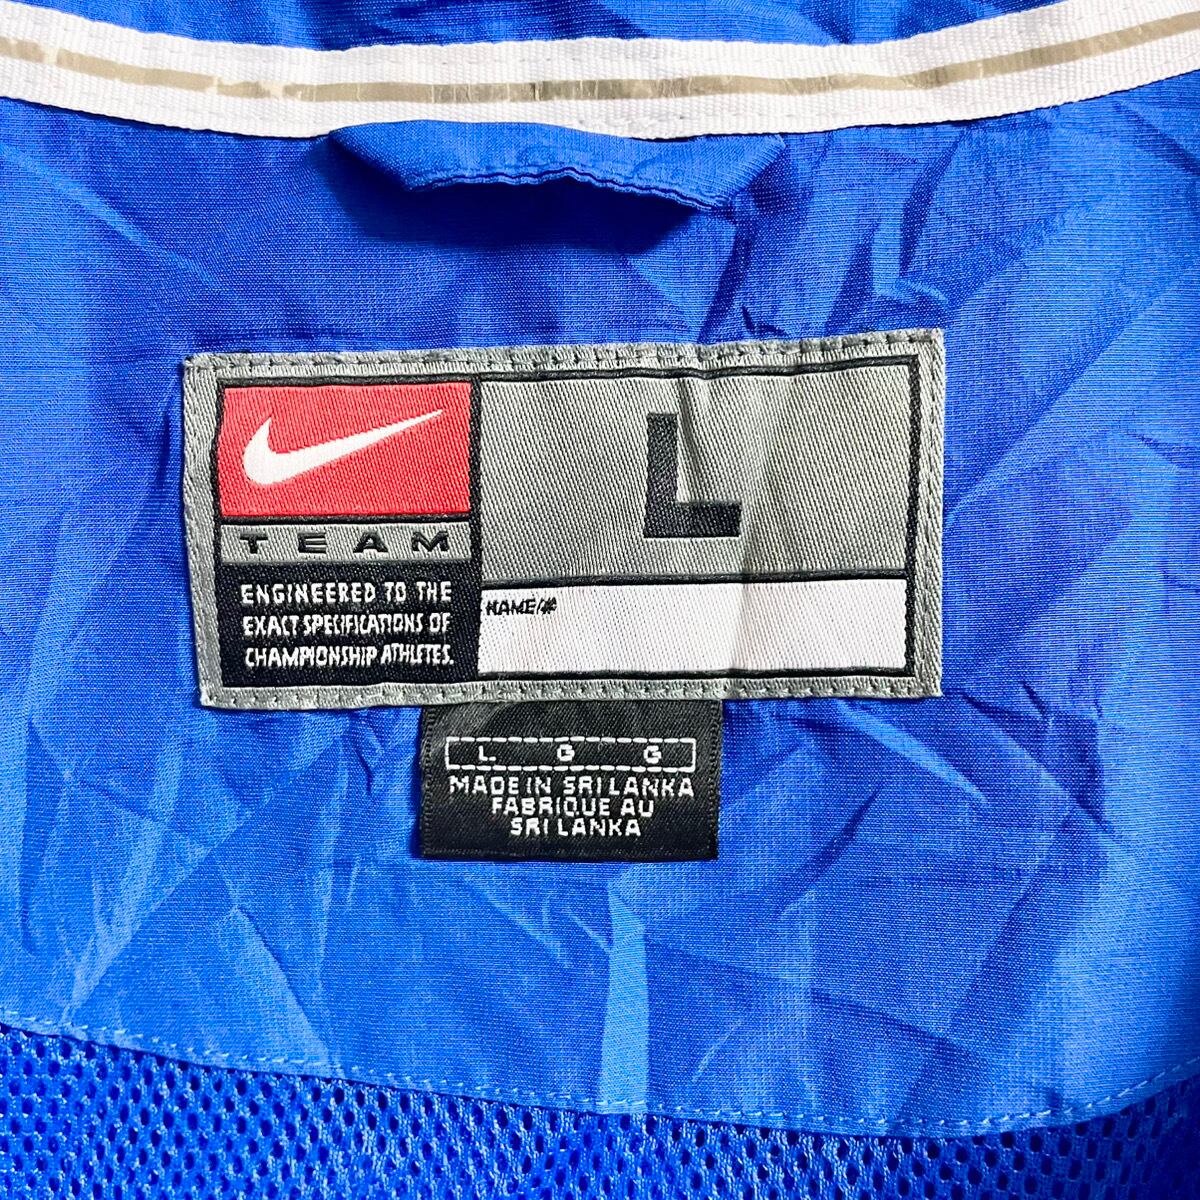 TEAM
ENGINEERED TO THE
EXACT SPECIFICATIONS OF
CHAMPIONSHIP ATHLETES.
L
NAME/#
L G G
MADE IN SRI LANKA
FABRIQUE AU
SRI LANKA